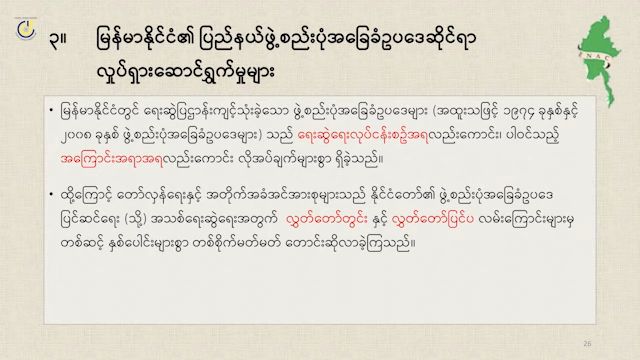 ၃။ မြန်မာနိုင်ငံ၏ ပြည်နယ်ဖွဲ့စည်းပုံအခြေခံဥပဒေဆိုင်ရာ
လှုပ်ရှားဆောင်ရွက်မှုများ
• မြန်မာနိုင်ငံတွင် ရေးဆွဲပြဋ္ဌာန်းကျင့်သုံးခဲ့သော ဖွဲ့စည်းပုံအခြေခံဥပဒေများ (အထူးသဖြင့် ၁၉၇၄ ခုနှစ်နှင့်
၂၀၀၈ ခုနှစ် ဖွဲ့စည်းပုံအခြေခံဥပဒေများ) သည် ရေးဆွဲရေးလုပ်ငန်းစဉ်အရလည်းကောင်း၊ ပါဝင်သည့်
အကြောင်းအရာအရလည်းကောင်း လိုအပ်ချက်များစွာ ရှိခဲ့သည်။
• ထို့ကြောင့် တော်လှန်ရေးနှင့် အတိုက်အခံအင်အားစုများသည် နိုင်ငံတော်၏ ဖွဲ့စည်းပုံအခြေခံဥပဒေ
ပြင်ဆင်ရေး (သို့) အသစ်ရေးဆွဲရေးအတွက် လွှတ်တော်တွင်း နှင့် လွှတ်တော်ပြင်ပ လမ်းကြောင်းများမှ
တစ်ဆင့် နှစ်ပေါင်းများစွာ တစ်စိုက်မတ်မတ် တောင်းဆိုလာခဲ့ကြသည်။
ENAC
26